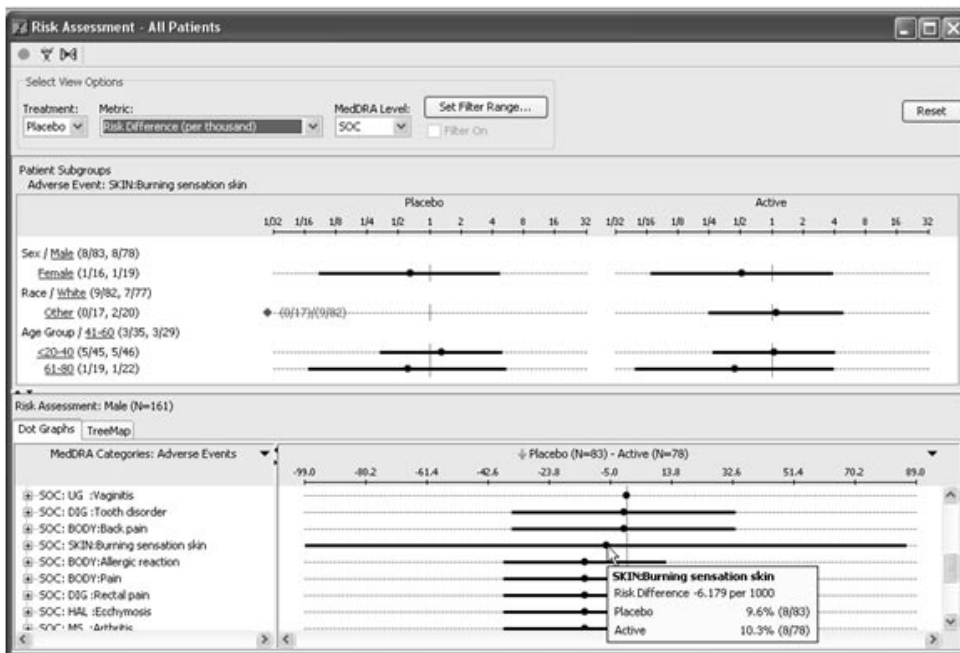 Risk Assessment - All Patients
Select View Options
Treatment: Metric: MedDRA Level: Set Filter Range...
Placebo Risk Difference (per thousand) SOC Filter On Reset
Patient Subgroups
Adverse Event: SKIN:Burning sensation skin
Placebo Active
1/32 1/16 1/8 1/4 1/2 1 2 4 8 16 32 1/32 1/16 1/8 1/4 1/2 1 2 4 8 16 32
Sex / Male (8/83, 8/78)
Female (1/16, 1/19)
Race / White (9/82, 7/77)
Other (0/17, 2/20) (0/17)/(9/82)
Age Group / 41-60 (3/35, 3/29)
<20-40 (5/45, 5/46)
61-80 (1/19, 1/22)
Risk Assessment: Male (N=161)
Dot Graphs TreeMap
MedDRA Categories: Adverse Events Placebo (N=83) - Active (N=78)
-99.0 -80.2 -61.4 -42.6 -23.8 -5.0 13.8 32.6 51.4 70.2 89.0
SOC: UG :Vaginitis
SOC: DIG :Tooth disorder
SOC: BODY:Back pain
SOC: SKIN:Burning sensation skin
SOC: BODY:Allergic reaction
SOC: BODY:Pain
SOC: DIG :Rectal pain
SOC: HAL :Ecchymosis
SOC: MS :Arthritis
SKIN:Burning sensation skin
Risk Difference -6.179 per 1000
Placebo 9.6% (8/83)
Active 10.3% (8/78)